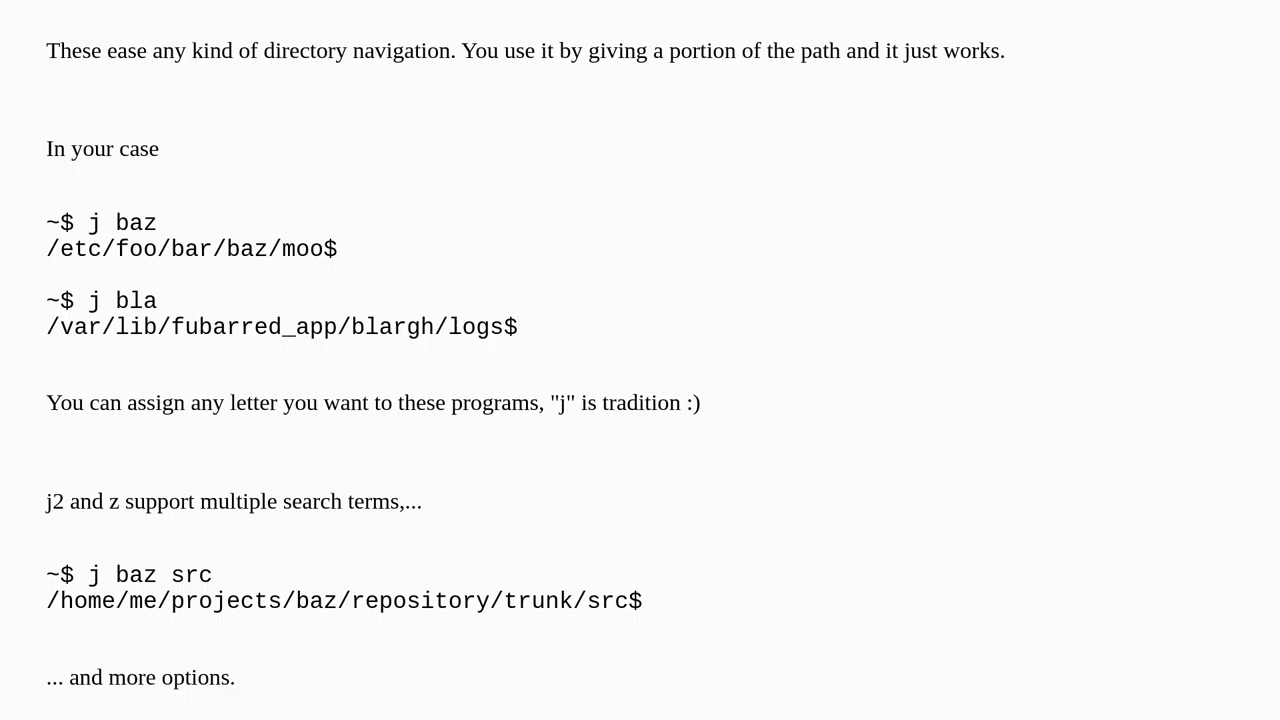 These ease any kind of directory navigation. You use it by giving a portion of the path and it just works.
In your case
~$ j baz
/etc/foo/bar/baz/moo$
~$ j bla
/var/lib/fubarred_app/blargh/logs$
You can assign any letter you want to these programs, "j" is tradition :)
j2 and z support multiple search terms,...
~$ j baz src
/home/me/projects/baz/repository/trunk/src$
... and more options.